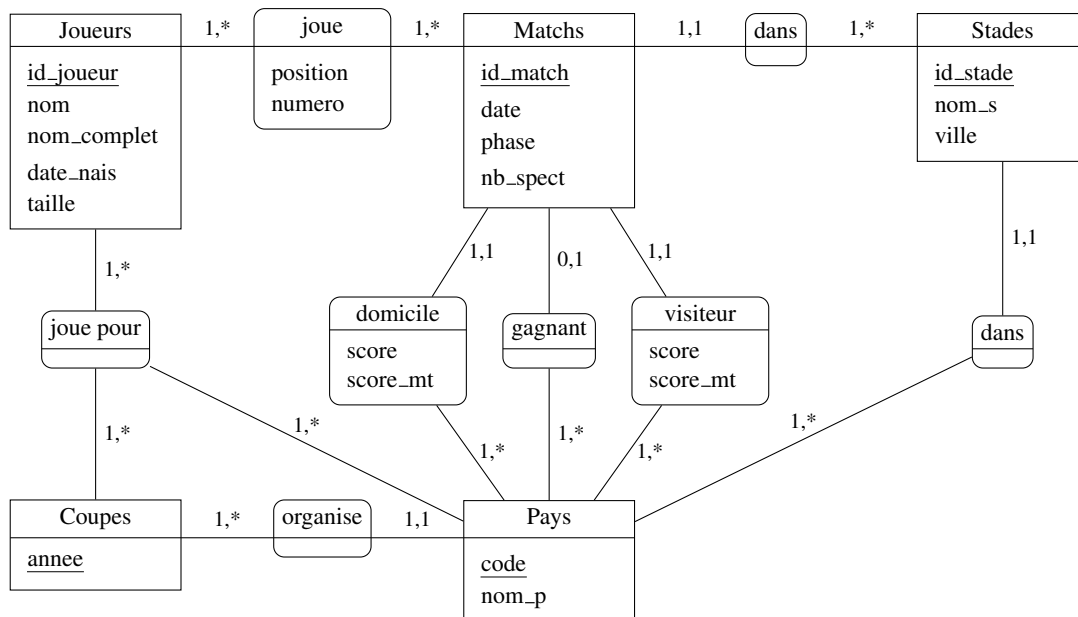 Joueurs
id_joueur
nom
nom_complet
date_nais
taille
1,*
joue
position
numero
1,*
Matchs
id_match
date
phase
nb_spect
1,1
dans
1,*
Stades
id_stade
nom_s
ville
1,*
joue pour
1,*
1,*
1,1
domicile
score
score_mt
1,*
0,1
gagnant
1,*
1,1
visiteur
score
score_mt
1,*
1,1
dans
1,*
Coupes
annee
1,*
organise
1,1
Pays
code
nom_p